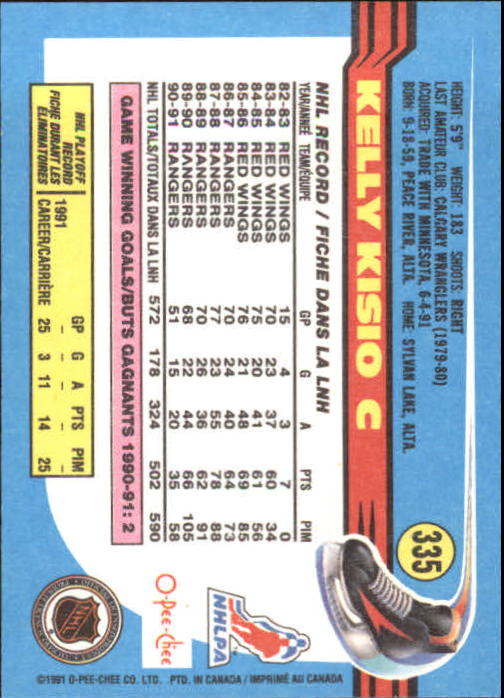 335
KELLY KISIO C
HEIGHT: 5'9" WEIGHT: 183 SHOOTS: RIGHT
LAST AMATEUR CLUB: CALGARY WRANGLERS (1979-80)
ACQUIRED: TRADE WITH MINNESOTA, 6-4-91
BORN: 9-18-59, PEACE RIVER, ALTA. HOME: SYLVAN LAKE, ALTA.
NHL RECORD / FICHE DANS LA LNH
YEAR/ANNÉE TEAM/ÉQUIPE GP G A PTS PIM
82-83 RED WINGS 15 4 3 7 0
83-84 RED WINGS 70 23 37 60 34
84-85 RED WINGS 75 20 41 61 56
85-86 RED WINGS 76 21 48 69 85
86-87 RANGERS 70 24 40 64 73
87-88 RANGERS 77 23 55 78 88
88-89 RANGERS 70 26 36 62 91
89-90 RANGERS 68 22 44 66 105
90-91 RANGERS 51 15 20 35 58
NHL TOTALS/TOTAUX DANS LA LNH 572 178 324 502 590
GAME WINNING GOALS/BUTS GAGNANTS 1990-91: 2
NHL PLAYOFF RECORD
FICHE DURANT LES ÉLIMINATOIRES
GP G A PTS PIM
1991 – – – – –
CAREER/CARRIÈRE 25 3 11 14 25
NHLPA
O-Pee-Chee
NHL
©1991 O-PEE-CHEE CO. LTD. PTD. IN CANADA / IMPRIMÉ AU CANADA